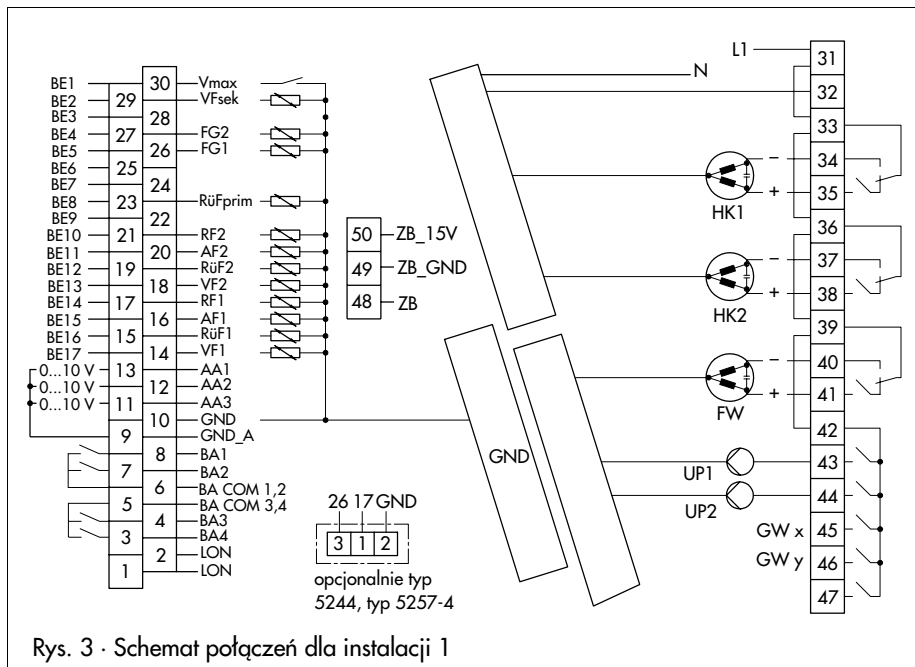 BE1 30 Vmax
BE2 29 VFsek
BE3 28
BE4 27 FG2
BE5 26 FG1
BE6 25
BE7 24
BE8 23 RüFprim
BE9 22
BE10 21 RF2
BE11 20 AF2
BE12 19 RüF2
BE13 18 VF2
BE14 17 RF1
BE15 16 AF1
BE16 15 RüF1
BE17 14 VF1
0...10 V 13 AA1
0...10 V 12 AA2
0...10 V 11 AA3
10 GND
9 GND_A
8 BA1
7 BA2
6 BA COM 1,2
5 BA COM 3,4
4 BA3
3 BA4
2 LON
1 LON
50 ZB_15V
49 ZB_GND
48 ZB
26 17 GND
3 1 2
opcjonalnie typ
5244, typ 5257-4
GND
L1 31
N
32
33
− − 34
+ + 35
HK1
36
− − 37
+ + 38
HK2
39
− − 40
+ + 41
FW
42
UP1 43
UP2 44
GW x 45
GW y 46
47
Rys. 3 · Schemat połączeń dla instalacji 1